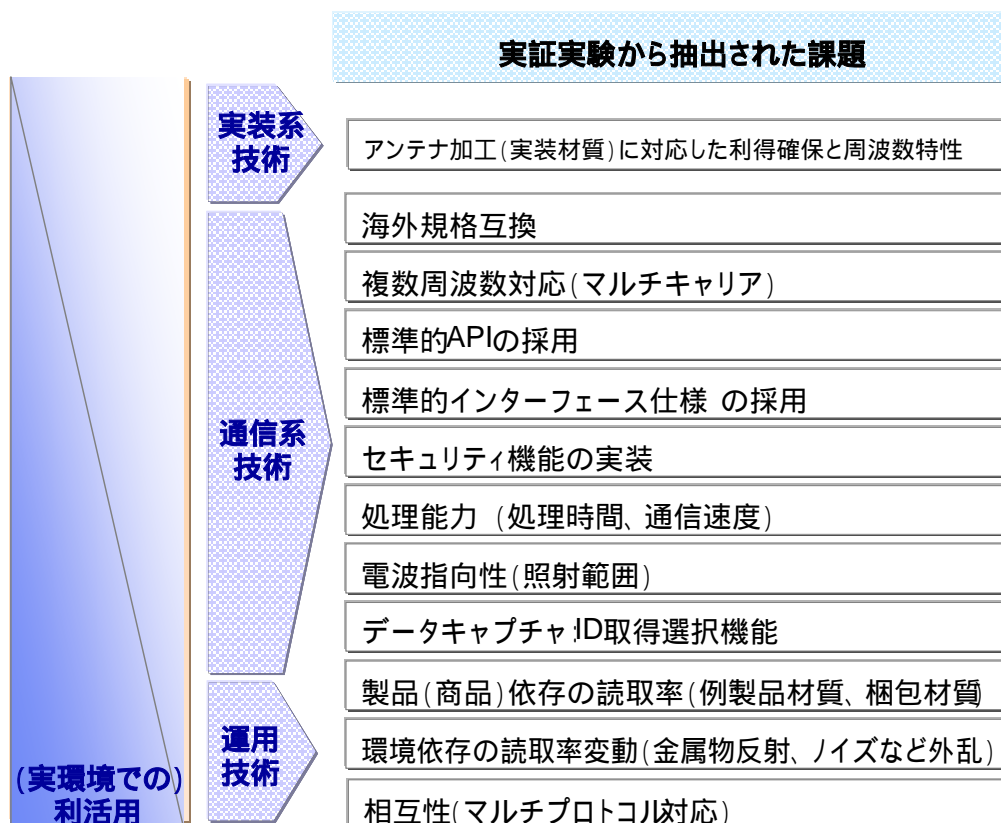 実証実験から抽出された課題
実装系
技術
アンテナ加工(実装材質)に対応した利得確保と周波数特性
海外規格互換
複数周波数対応(マルチキャリア)
標準的APIの採用
標準的インターフェース仕様 の採用
通信系
技術
セキュリティ機能の実装
処理能力 (処理時間、通信速度)
電波指向性(照射範囲)
データキャプチャ:ID取得選択機能
製品(商品)依存の読取率(例製品材質、梱包材質
運用
技術
環境依存の読取率変動(金属物反射、ノイズなど外乱)
相互性(マルチプロトコル対応)
(実環境での)
利活用